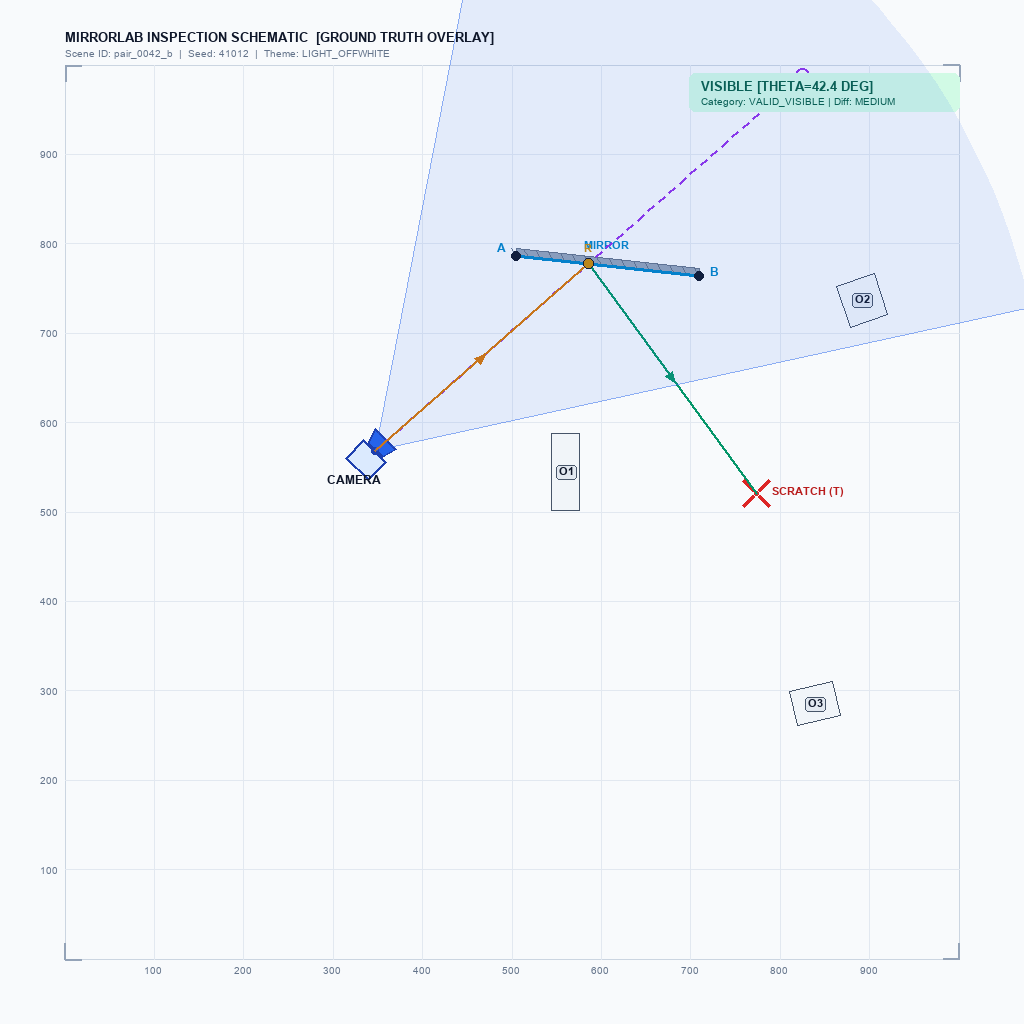 MIRRORLAB INSPECTION SCHEMATIC  [GROUND TRUTH OVERLAY]
Scene ID: pair_0042_b  |  Seed: 41012  |  Theme: LIGHT_OFFWHITE
VISIBLE [THETA=42.4 DEG]
Category: VALID_VISIBLE | Diff: MEDIUM
900
800
A
MIRROR
B
O2
700
600
CAMERA
O1
SCRATCH (T)
500
400
300
O3
200
100
100 200 300 400 500 600 700 800 900